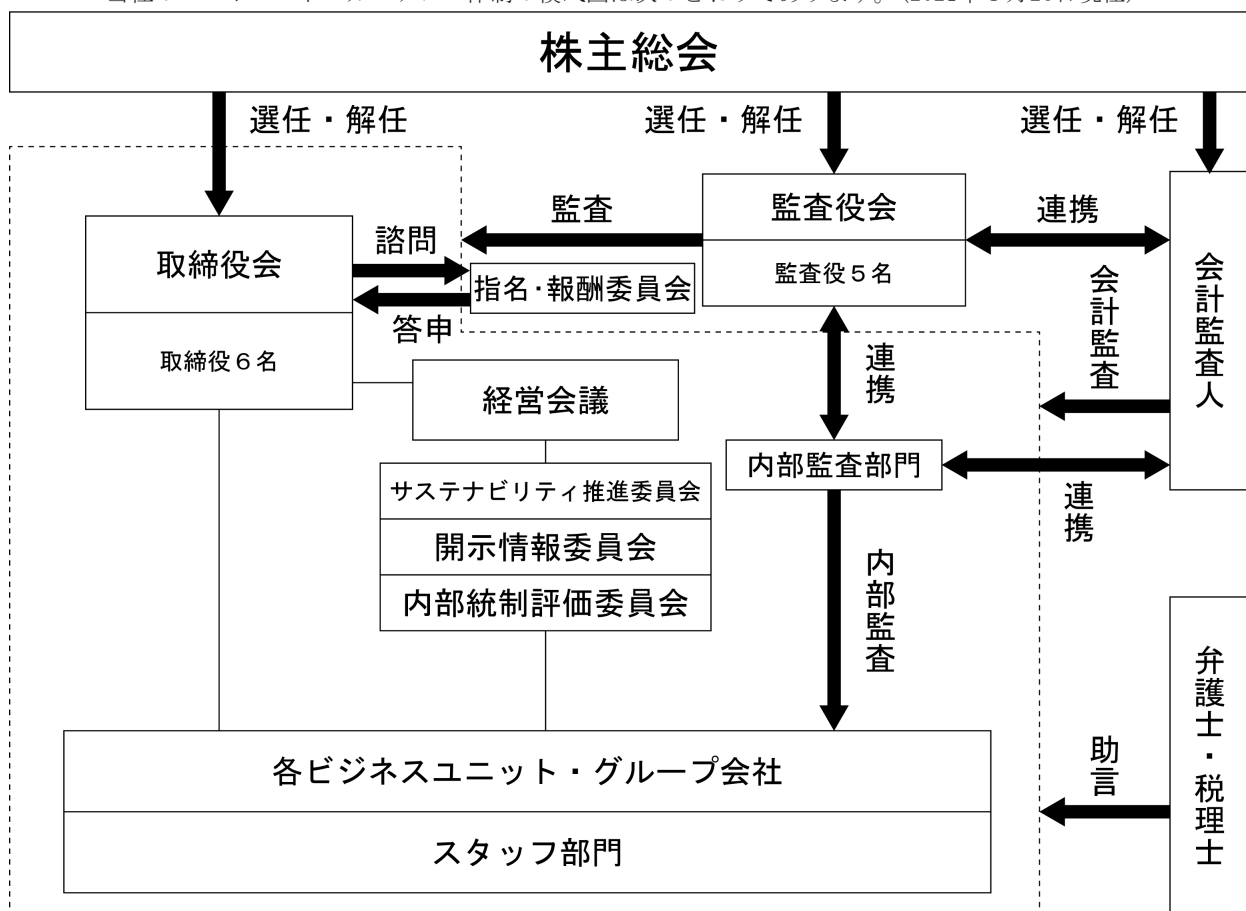 株主総会
選任・解任
選任・解任
選任・解任
監査役会
監査役5名
監査
連携
取締役会
取締役6名
諮問
指名・報酬委員会
答申
会計監査人
会計監査
連携
経営会議
内部監査部門
連携
サステナビリティ推進委員会
開示情報委員会
内部統制評価委員会
内部監査
各ビジネスユニット・グループ会社
スタッフ部門
助言
弁護士・税理士